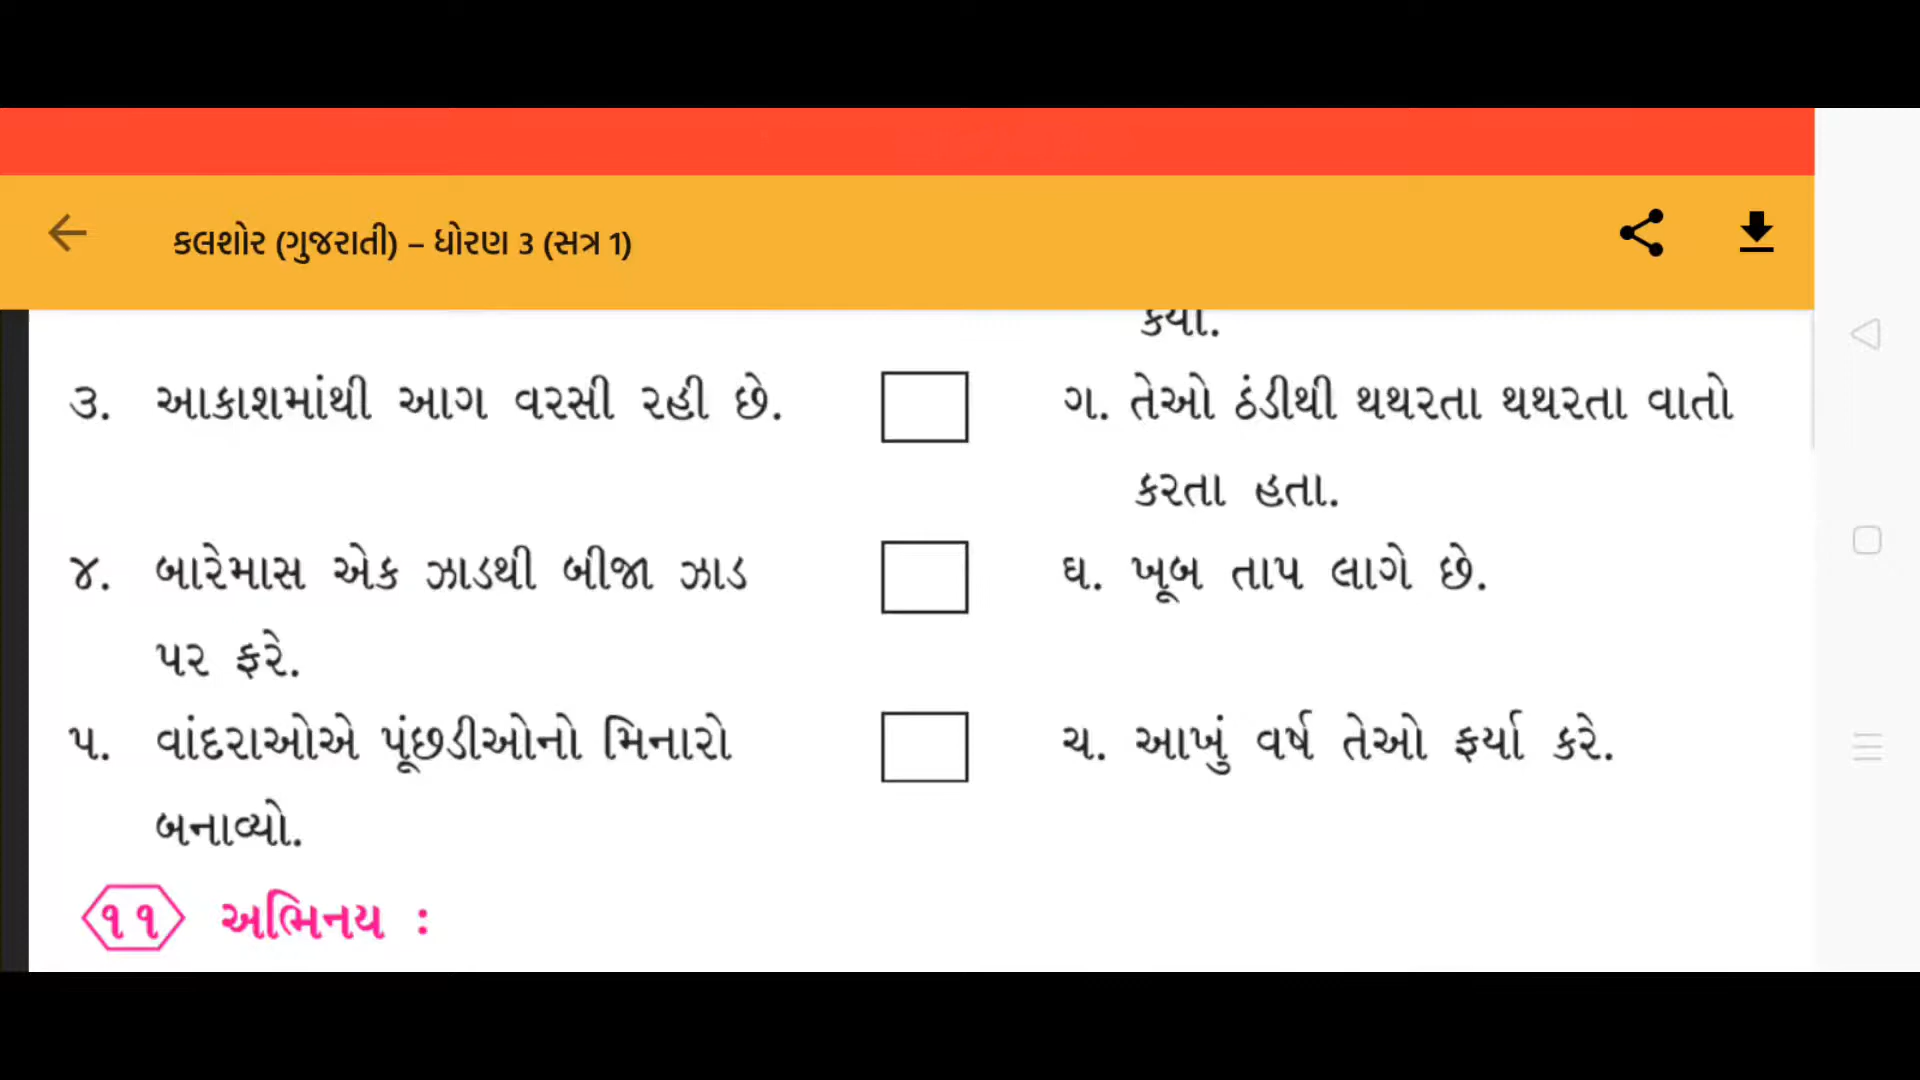 કલશોર (ગુજરાતી) – ધોરણ 3 (સત્ર 1)
કર્યો.
૩. આકાશમાંથી આગ વરસી રહી છે.
ગ. તેઓ ઠંડીથી થથરતા થથરતા વાતો
કરતા હતા.
૪. બારેમાસ એક ઝાડથી બીજા ઝાડ
ઘ. ખૂબ તાપ લાગે છે.
પર ફરે.
૫. વાંદરાઓએ પૂંછડીઓનો મિનારો
ચ. આખું વર્ષ તેઓ ફર્યા કરે.
બનાવ્યો.
૧૧ અભિનય :